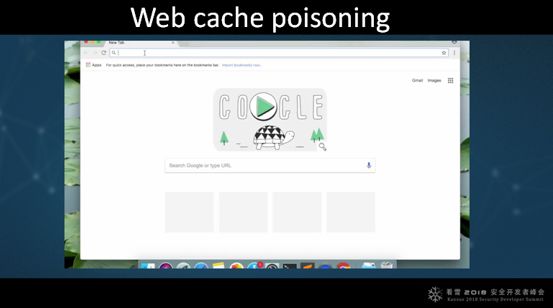 Web cache poisoning
New Tab
Apps For quick access, place your bookmarks here on the bookmarks bar. Import bookmarks now...
Gmail Images
GOOGLE
Search Google or type URL
看雪 2018 安全开发者峰会
Kanxue 2018 Security Developer Summit